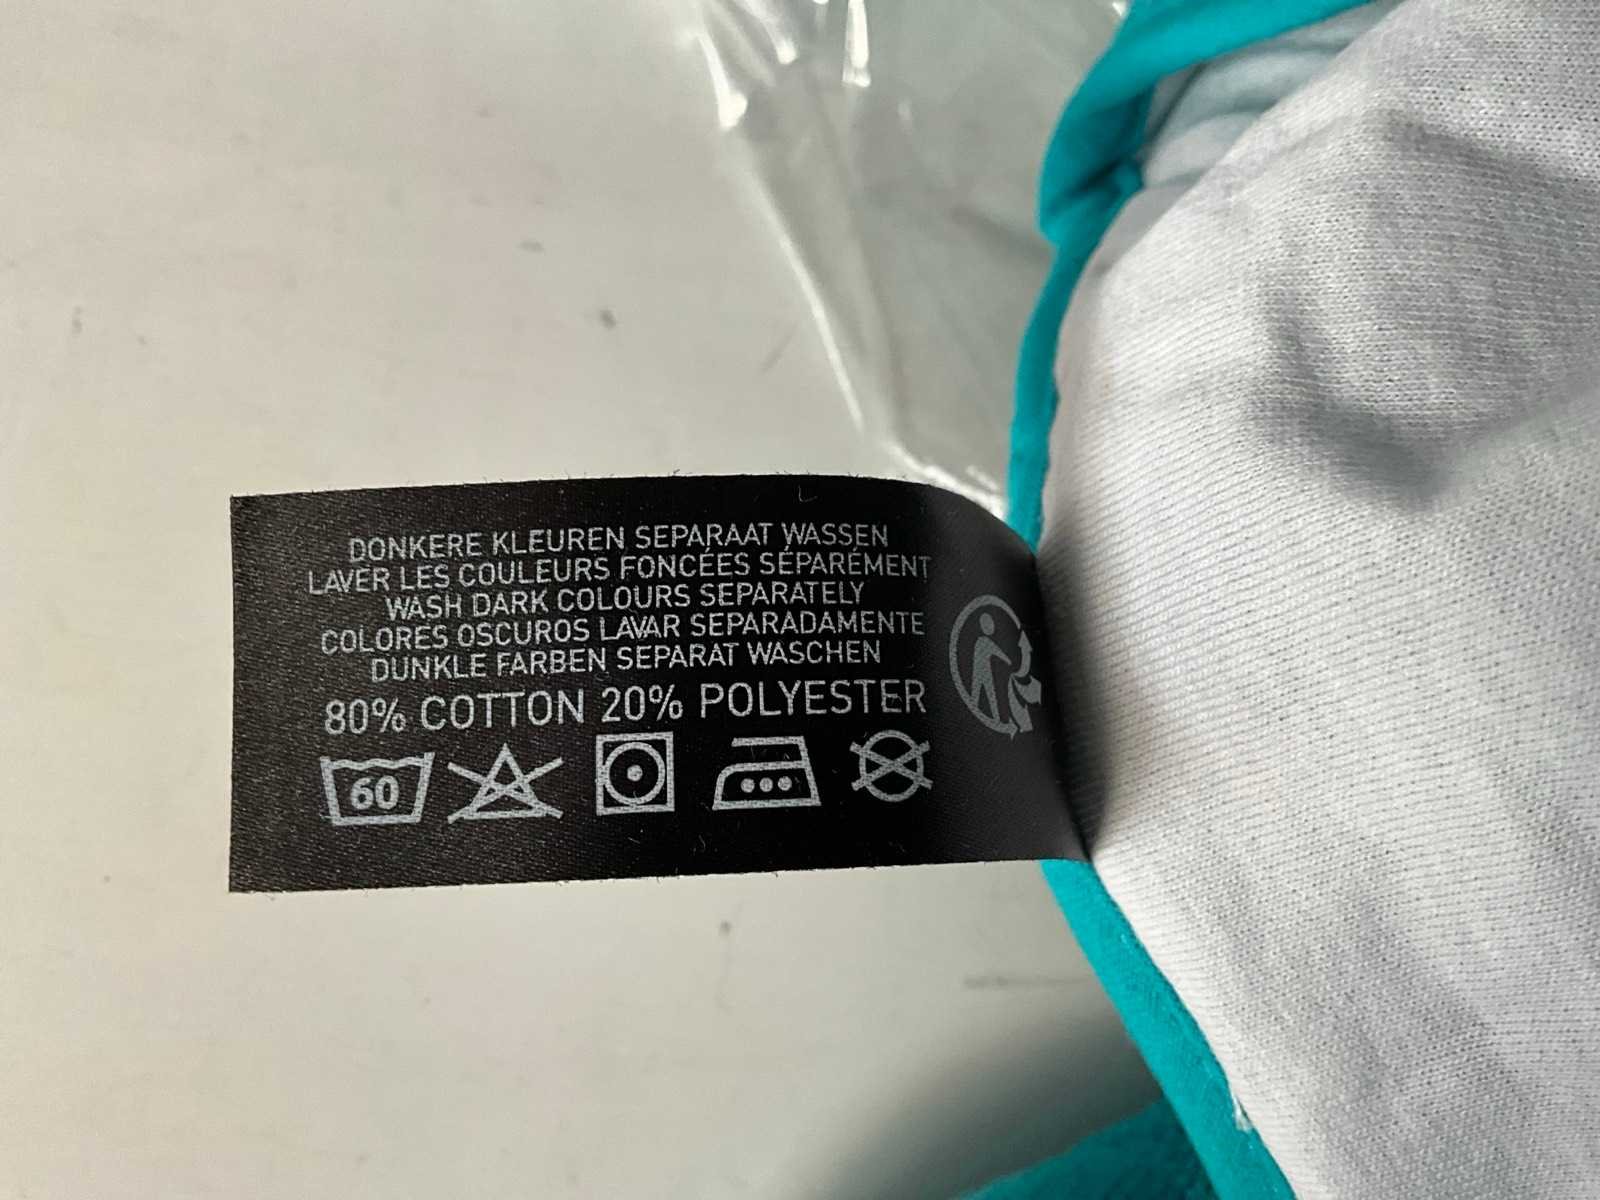 DONKERE KLEUREN SEPARAAT WASSEN
LAVER LES COULEURS FONCÉES SÉPARÉMENT
WASH DARK COLOURS SEPARATELY
COLORES OSCUROS LAVAR SEPARADAMENTE
DUNKLE FARBEN SEPARAT WASCHEN
80% COTTON 20% POLYESTER
60